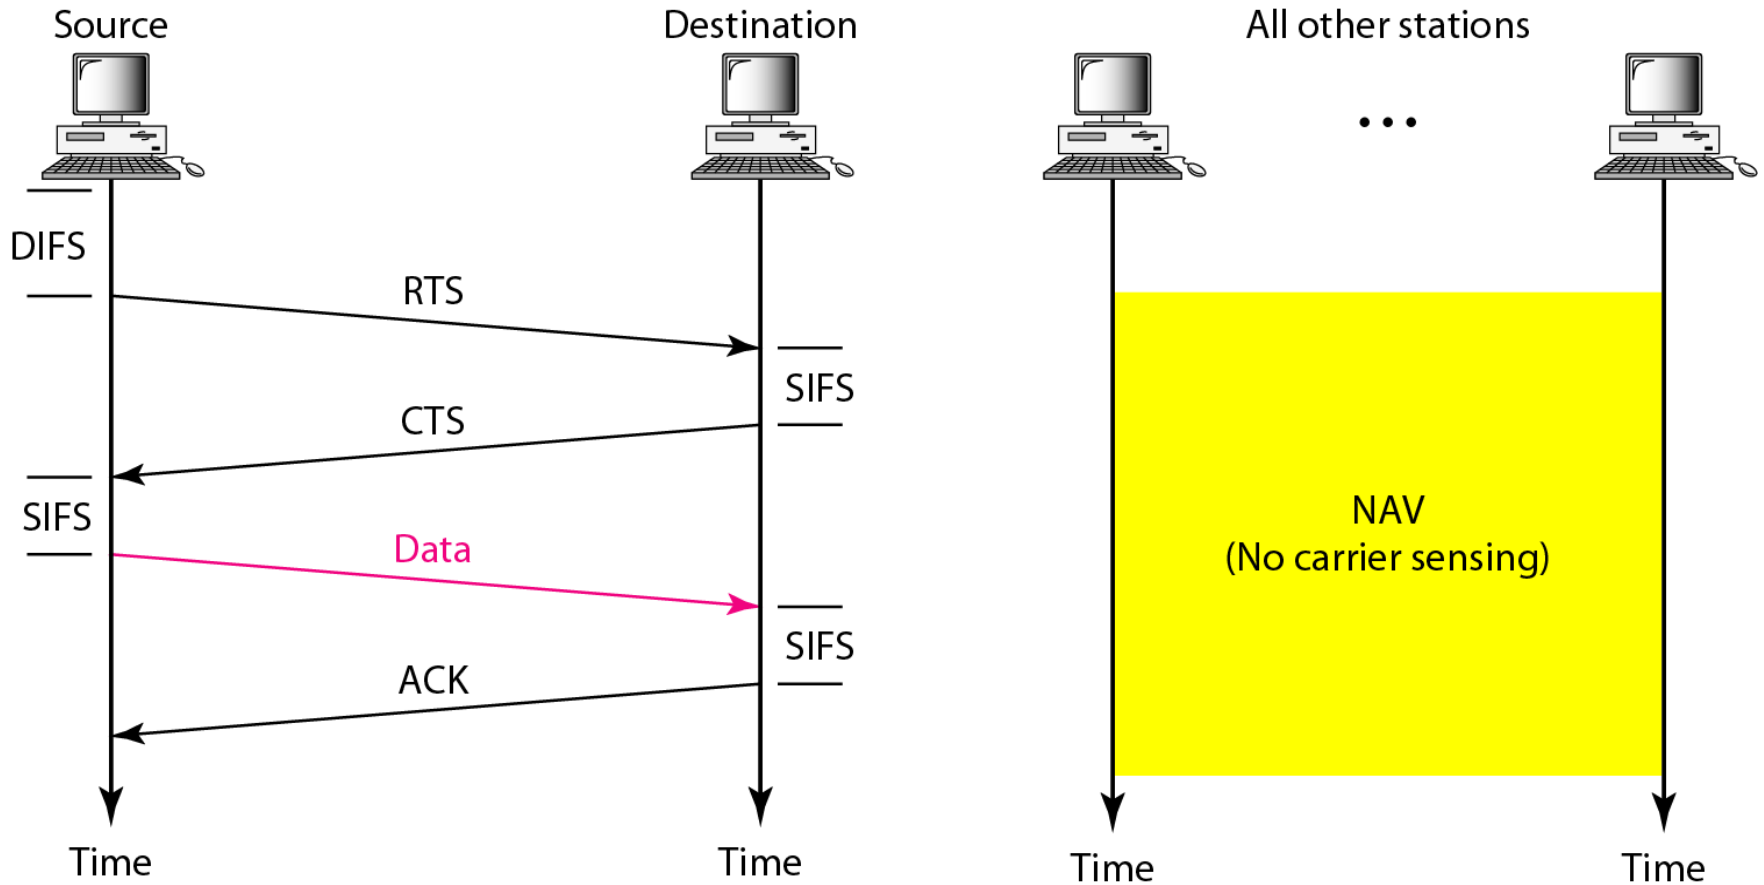 Source
Destination
All other stations
DIFS
RTS
SIFS
CTS
SIFS
Data
SIFS
ACK
NAV
(No carrier sensing)
Time
Time
Time
Time